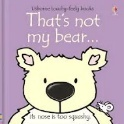 Usborne touchy-feely books
That's not
my bear...
Its nose is too squashy.